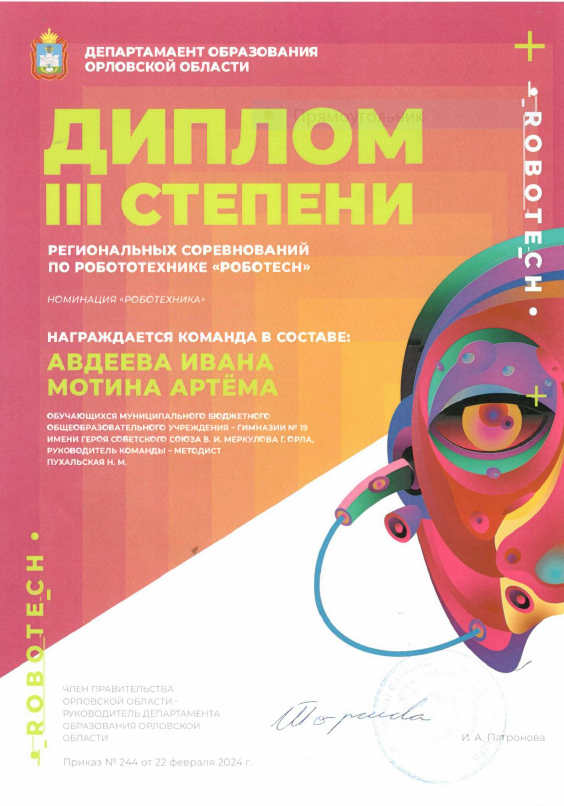 ДЕПАРТАМАЕНТ ОБРАЗОВАНИЯ
ОРЛОВСКОЙ ОБЛАСТИ
Прямоугольник
ДИПЛОМ
III СТЕПЕНИ
РЕГИОНАЛЬНЫХ СОРЕВНОВАНИЙ
ПО РОБОТОТЕХНИКЕ «РОБОТЕСН»
НОМИНАЦИЯ «РОБОТЕХНИКА»
НАГРАЖДАЕТСЯ КОМАНДА В СОСТАВЕ:
АВДЕЕВА ИВАНА
МОТИНА АРТЁМА
ОБУЧАЮЩИХСЯ МУНИЦИПАЛЬНОГО БЮДЖЕТНОГО
ОБЩЕОБРАЗОВАТЕЛЬНОГО УЧРЕЖДЕНИЯ – ГИМНАЗИИ № 19
ИМЕНИ ГЕРОЯ СОВЕТСКОГО СОЮЗА В. И. МЕРКУЛОВА Г. ОРЛА,
РУКОВОДИТЕЛЬ КОМАНДЫ – МЕТОДИСТ
ПУХАЛЬСКАЯ Н. М.
ROBOTECH
ROBOTECH
ЧЛЕН ПРАВИТЕЛЬСТВА
ОРЛОВСКОЙ ОБЛАСТИ -
РУКОВОДИТЕЛЬ ДЕПАРТАМЕНТА
ОБРАЗОВАНИЯ ОРЛОВСКОЙ
ОБЛАСТИ
И. А. Патронова
Приказ № 244 от 22 февраля 2024 г.